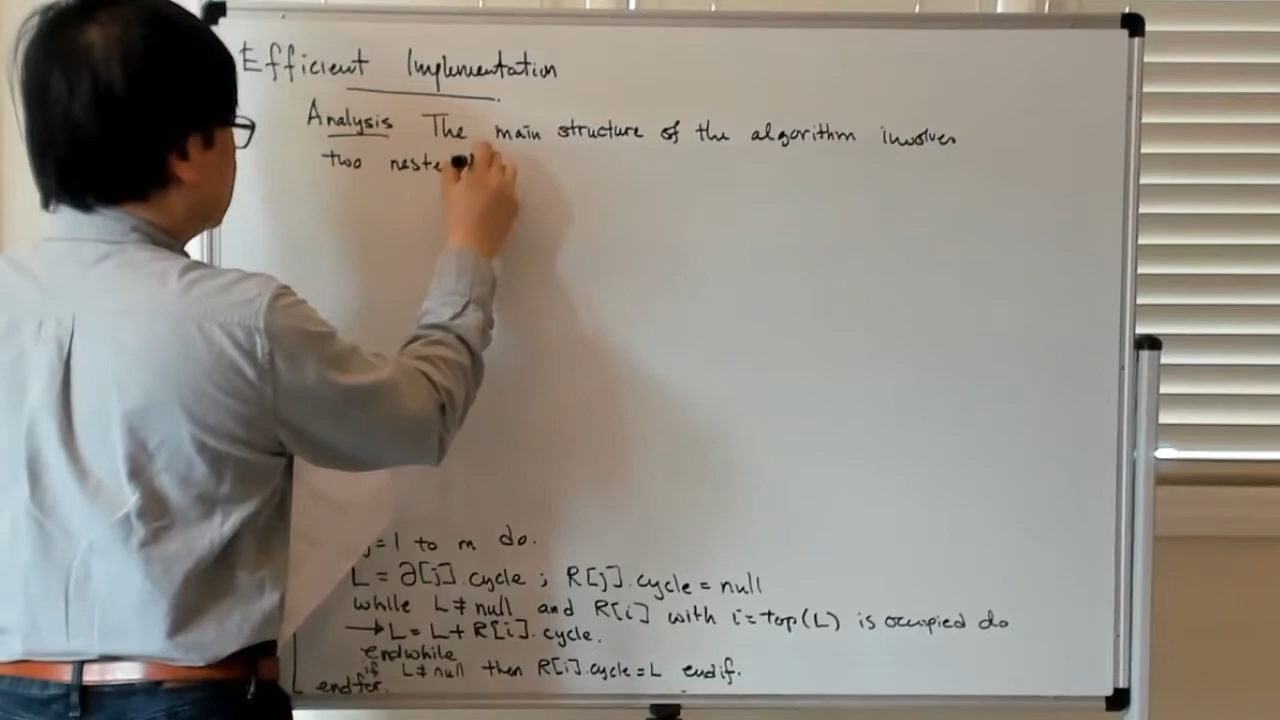 Efficient Implementation
Analysis The main structure of the algorithm involves
two neste
j=1 to m do.
L = ∂[j].cycle ; R[j].cycle = null
while L≠null and R[i] with i=top(L) is occupied do
→L = L + R[i].cycle.
endwhile
if L≠null then R[i].cycle = L endif.
endfor.